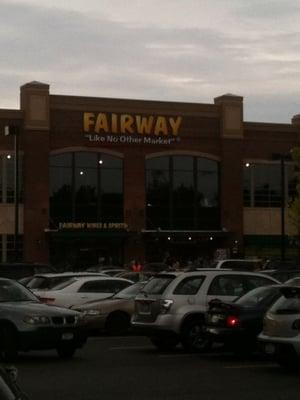 FAIRWAY
"Like No Other Market"®
FAIRWAY WINES & SPIRITS